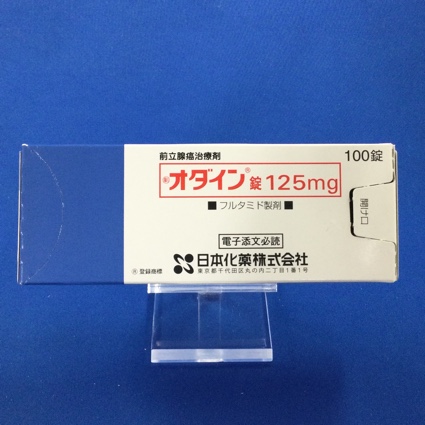 前立腺癌治療剤
100錠
オダイン®錠125mg
■フルタミド製剤■
開け口
電子添文必読
日本化薬株式会社
東京都千代田区丸の内二丁目1番1号
® 登録商標